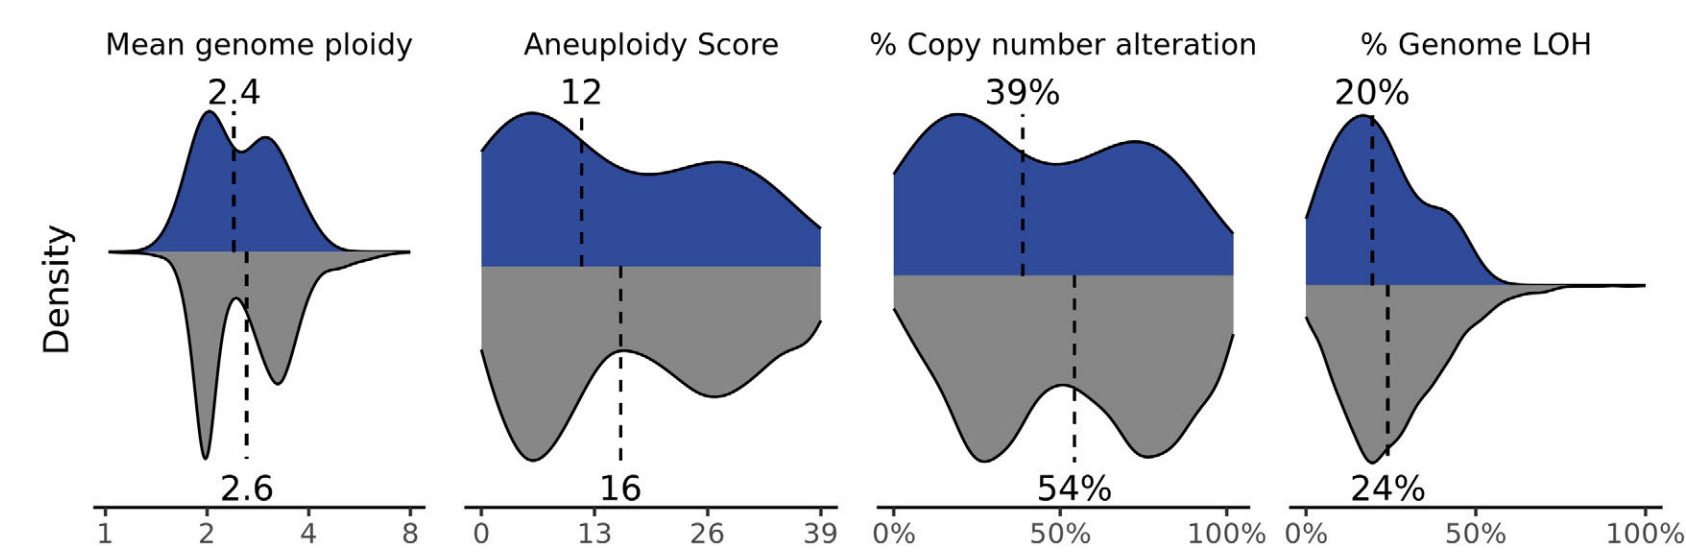 Mean genome ploidy
Aneuploidy Score
% Copy number alteration
% Genome LOH
2.4
12
39%
20%
Density
2.6
16
54%
24%
1 2 4 8
0 13 26 39
0% 50% 100%
0% 50% 100%